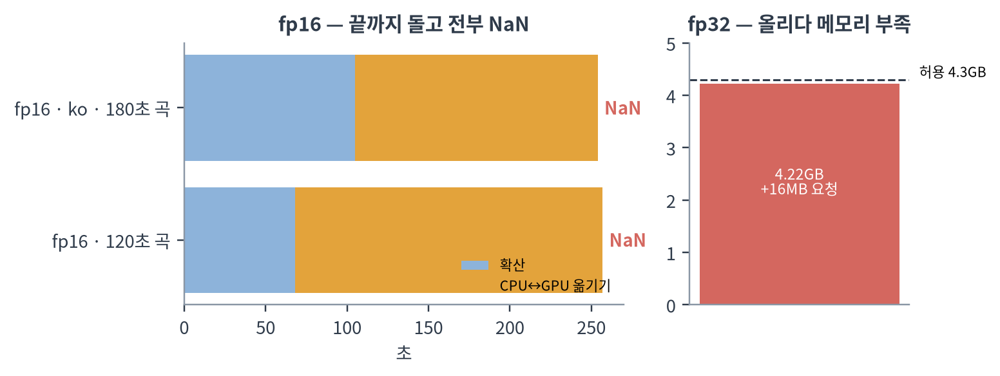 fp16 — 끝까지 돌고 전부 NaN
fp16 · ko · 180초 곡
NaN
fp16 · 120초 곡
NaN
확산
CPU↔GPU 옮기기
0 50 100 150 200 250
초
fp32 — 올리다 메모리 부족
5
허용 4.3GB
4
3
4.22GB
+16MB 요청
2
1
0